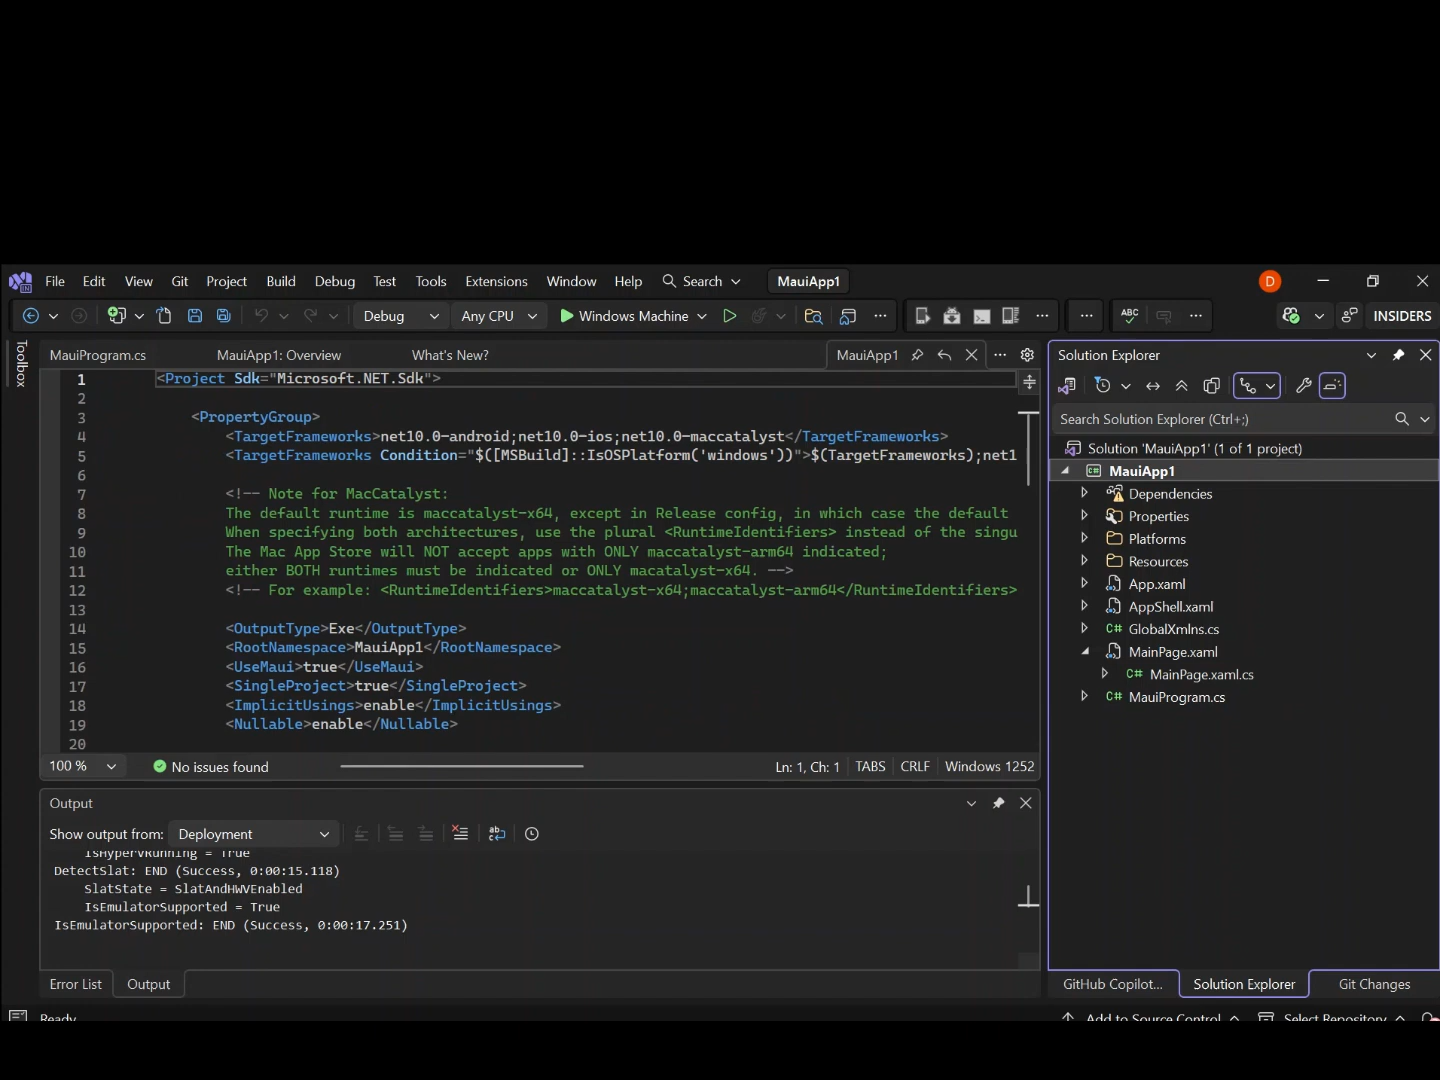 File Edit View Git Project Build Debug Test Tools Extensions Window Help Search MauiApp1 D
Debug Any CPU Windows Machine INSIDERS
Toolbox
MauiProgram.cs MauiApp1: Overview What's New? MauiApp1
1 <Project Sdk="Microsoft.NET.Sdk">
2
3 <PropertyGroup>
4 <TargetFrameworks>net10.0-android;net10.0-ios;net10.0-maccatalyst</TargetFrameworks>
5 <TargetFrameworks Condition="$([MSBuild]::IsOSPlatform('windows'))">$(TargetFrameworks);net1
6
7 <!-- Note for MacCatalyst:
8 The default runtime is maccatalyst-x64, except in Release config, in which case the default
9 When specifying both architectures, use the plural <RuntimeIdentifiers> instead of the singu
10 The Mac App Store will NOT accept apps with ONLY maccatalyst-arm64 indicated;
11 either BOTH runtimes must be indicated or ONLY macatalyst-x64. -->
12 <!-- For example: <RuntimeIdentifiers>maccatalyst-x64;maccatalyst-arm64</RuntimeIdentifiers>
13
14 <OutputType>Exe</OutputType>
15 <RootNamespace>MauiApp1</RootNamespace>
16 <UseMaui>true</UseMaui>
17 <SingleProject>true</SingleProject>
18 <ImplicitUsings>enable</ImplicitUsings>
19 <Nullable>enable</Nullable>
20
100 % No issues found Ln: 1, Ch: 1 TABS CRLF Windows 1252
Output
Show output from: Deployment
IsHyperVRunning = True
DetectSlat: END (Success, 0:00:15.118)
SlatState = SlatAndHWVEnabled
IsEmulatorSupported = True
IsEmulatorSupported: END (Success, 0:00:17.251)
Error List Output
Solution Explorer
Search Solution Explorer (Ctrl+;)
Solution 'MauiApp1' (1 of 1 project)
MauiApp1
Dependencies
Properties
Platforms
Resources
App.xaml
AppShell.xaml
C# GlobalXmlns.cs
MainPage.xaml
C# MainPage.xaml.cs
C# MauiProgram.cs
GitHub Copilot... Solution Explorer Git Changes
Ready Add to Source Control Select Repository